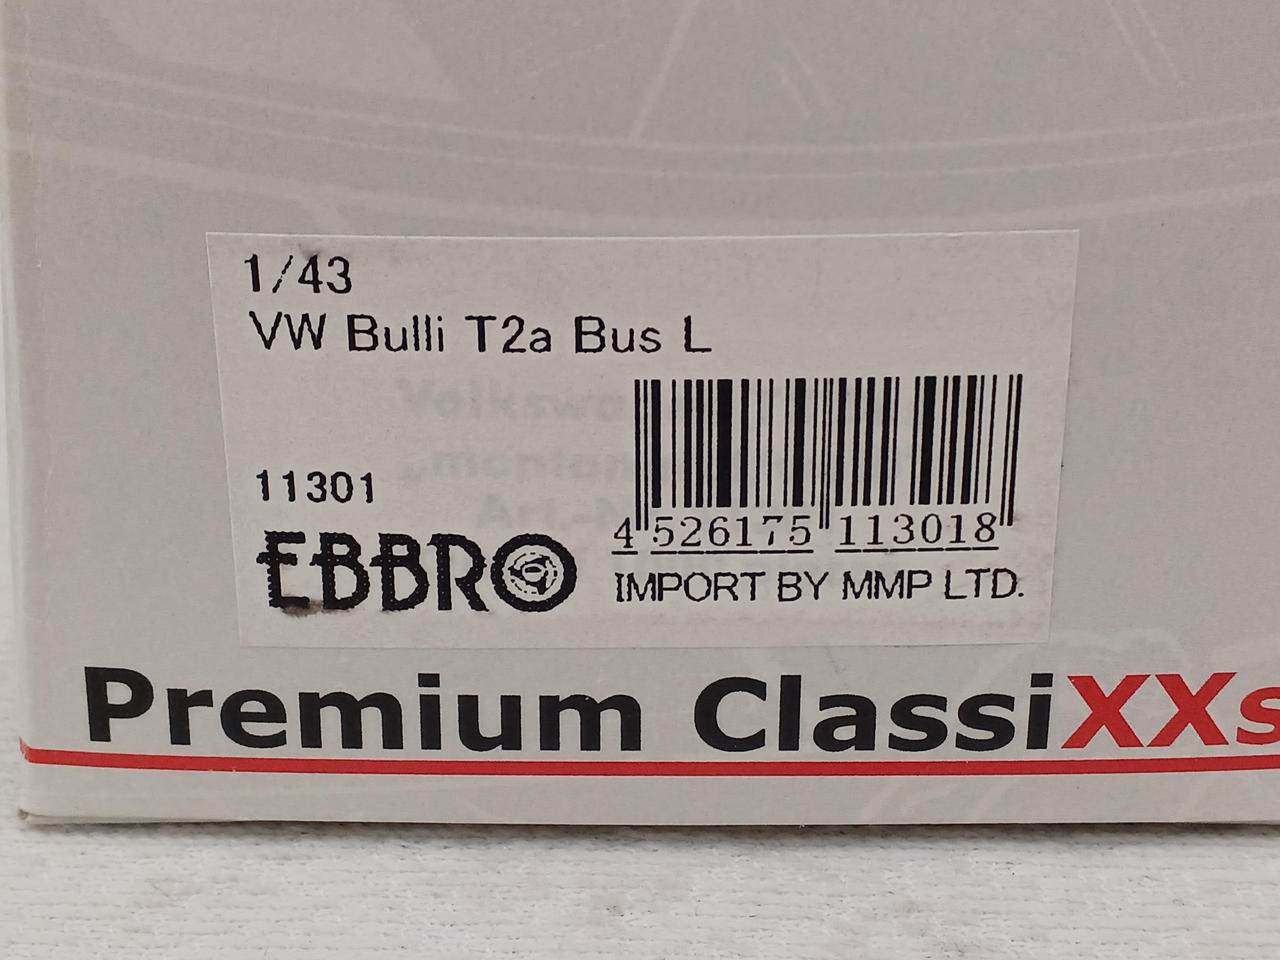 1/43
VW Bulli T2a Bus L
11301
4 526175 113018
EBBRO
IMPORT BY MMP LTD.
Premium ClassiXXs